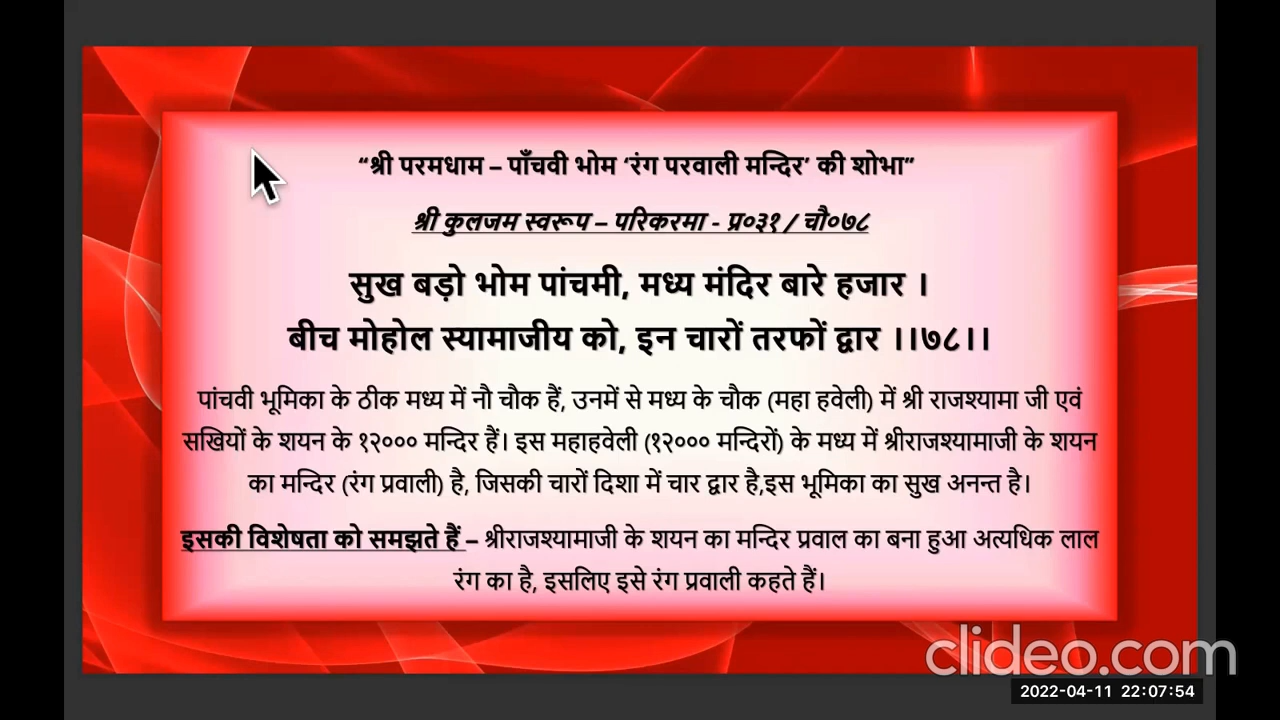 “श्री परमधाम – पाँचवी भोम ‘रंग परवाली मन्दिर’ की शोभा”
श्री कुलजम स्वरूप – परिकरमा - प्र०३१ / चौ०७८
सुख बड़ो भोम पांचमी, मध्य मंदिर बारे हजार ।
बीच मोहोल स्यामाजीय को, इन चारों तरफों द्वार ।।७८।।
पांचवी भूमिका के ठीक मध्य में नौ चौक हैं, उनमें से मध्य के चौक (महा हवेली) में श्री राजश्यामा जी एवं
सखियों के शयन के १२००० मन्दिर हैं। इस महाहवेली (१२००० मन्दिरों) के मध्य में श्रीराजश्यामाजी के शयन
का मन्दिर (रंग प्रवाली) है, जिसकी चारों दिशा में चार द्वार है,इस भूमिका का सुख अनन्त है।
इसकी विशेषता को समझते हैं – श्रीराजश्यामाजी के शयन का मन्दिर प्रवाल का बना हुआ अत्यधिक लाल
रंग का है, इसलिए इसे रंग प्रवाली कहते हैं।
clideo.com
2022-04-11 22:07:54